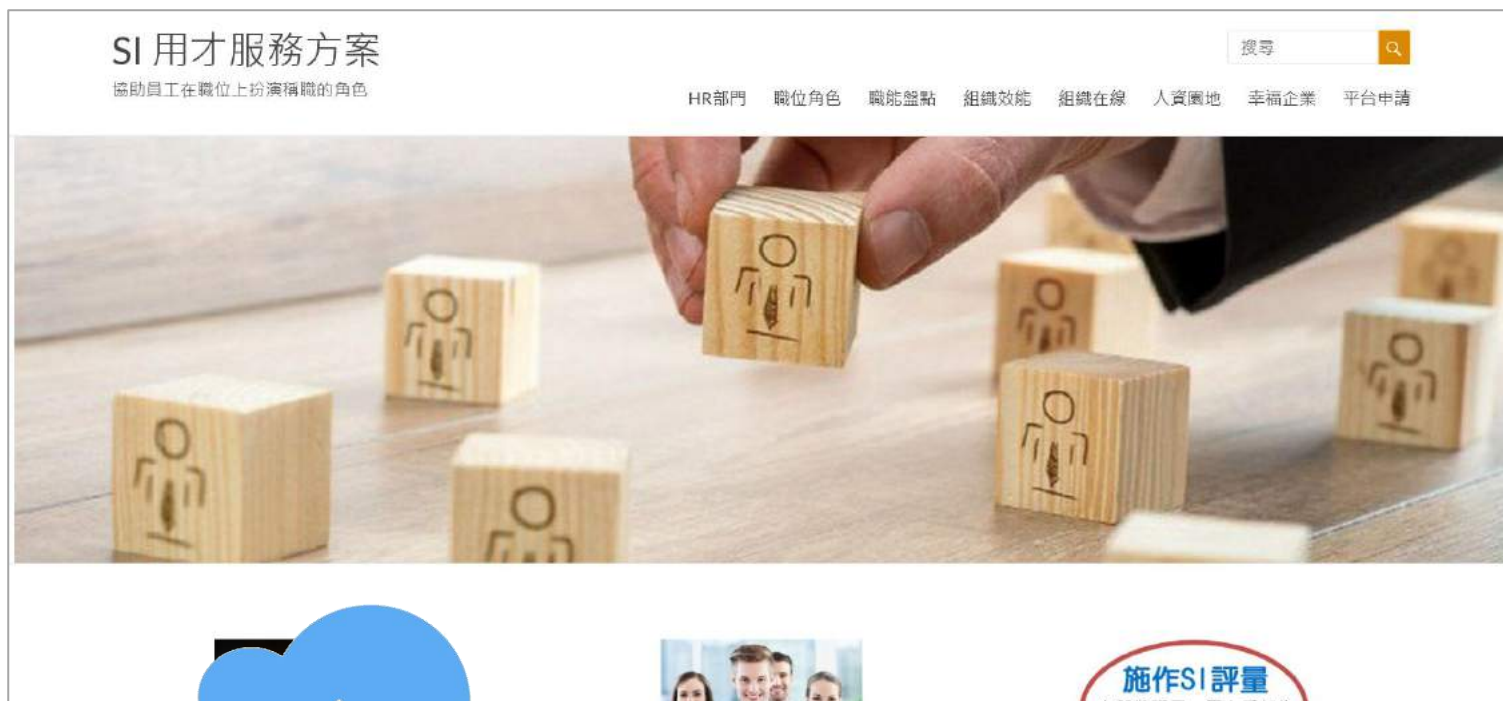 SI 用才服務方案
協助員工在職位上扮演稱職的角色
搜尋
HR部門 職位角色 職能盤點 組織效能 組織在線 人資園地 幸福企業 平台申請
施作SI評量